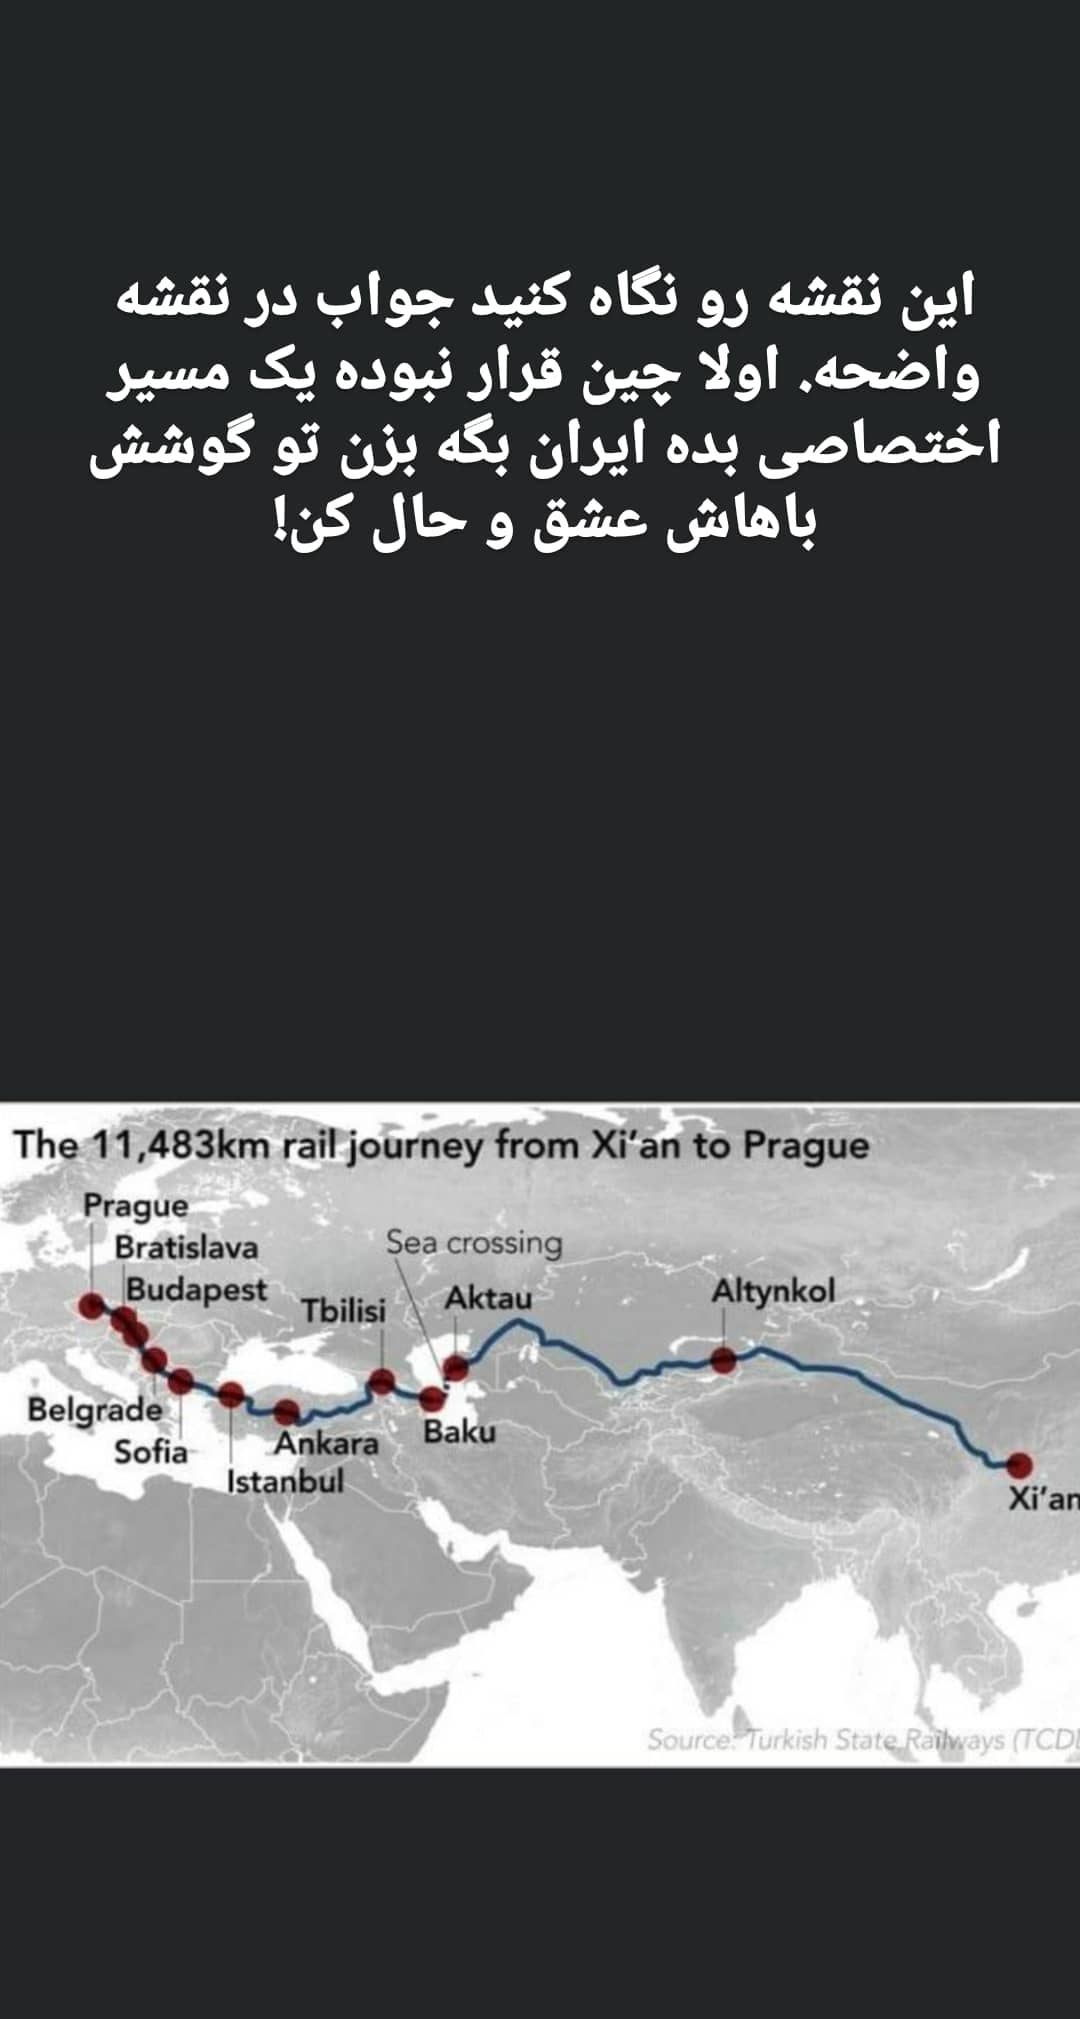 این نقشه رو نگاه کنید جواب در نقشه
واضحه. اولا چین قرار نبوده یک مسیر
اختصاصی بده ایران بگه بزن تو گوشش
باهاش عشق و حال کن!
The 11,483km rail journey from Xi'an to Prague
Prague
Bratislava
Budapest
Sea crossing
Tbilisi
Aktau
Altynkol
Belgrade
Sofia
Istanbul
Ankara
Baku
Xi'an
Source: Turkish State Railways (TCD